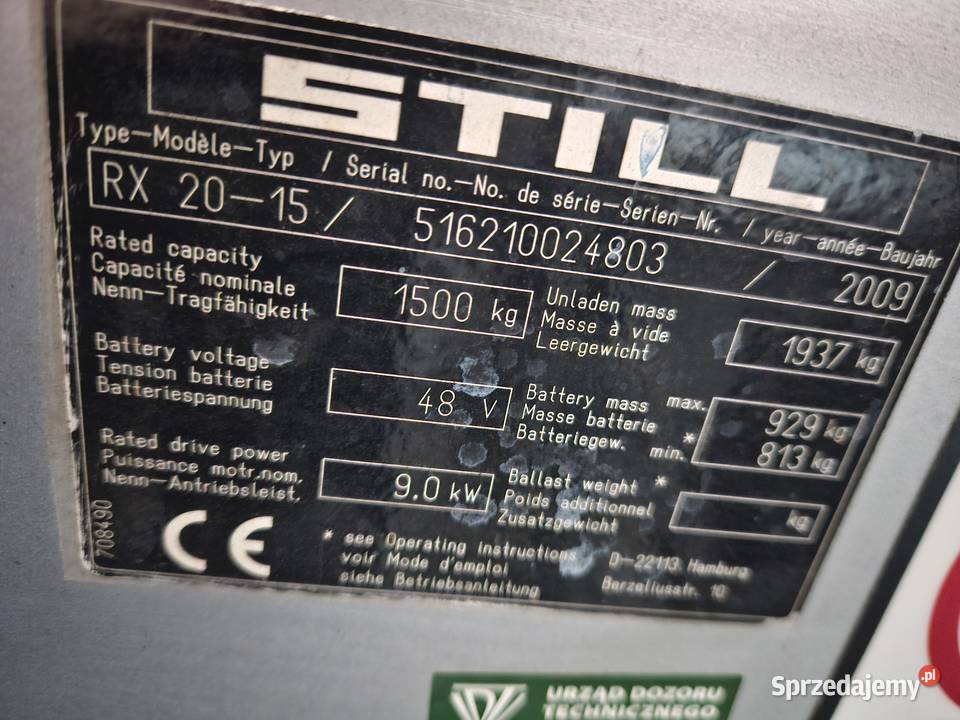 STILL
Type—Modèle—Typ / Serial no.—No. de série—Serien—Nr. / year—année—Baujahr
RX 20—15 / 516210024803 / 2009
Rated capacity
Capacité nominale
Nenn—Tragfähigkeit
1500 kg
Unladen mass
Masse à vide
Leergewicht
1937 kg
Battery voltage
Tension batterie
Batteriespannung
48 V
Battery mass max.
Masse batterie *
Batteriegew. min.
929 kg
813 kg
Rated drive power
Puissance motr.nom.
Nenn—Antriebsleist.
9.0 kW
Ballast weight *
Poids additionnel
Zusatzgewicht
kg
708490
CE
* see Operating instructions
voir Mode d'emploi
siehe Betriebsanleitung
D—22113 Hamburg
Berzeliusstr. 10
URZĄD DOZORU
TECHNICZNEGO
Sprzedajemy.pl